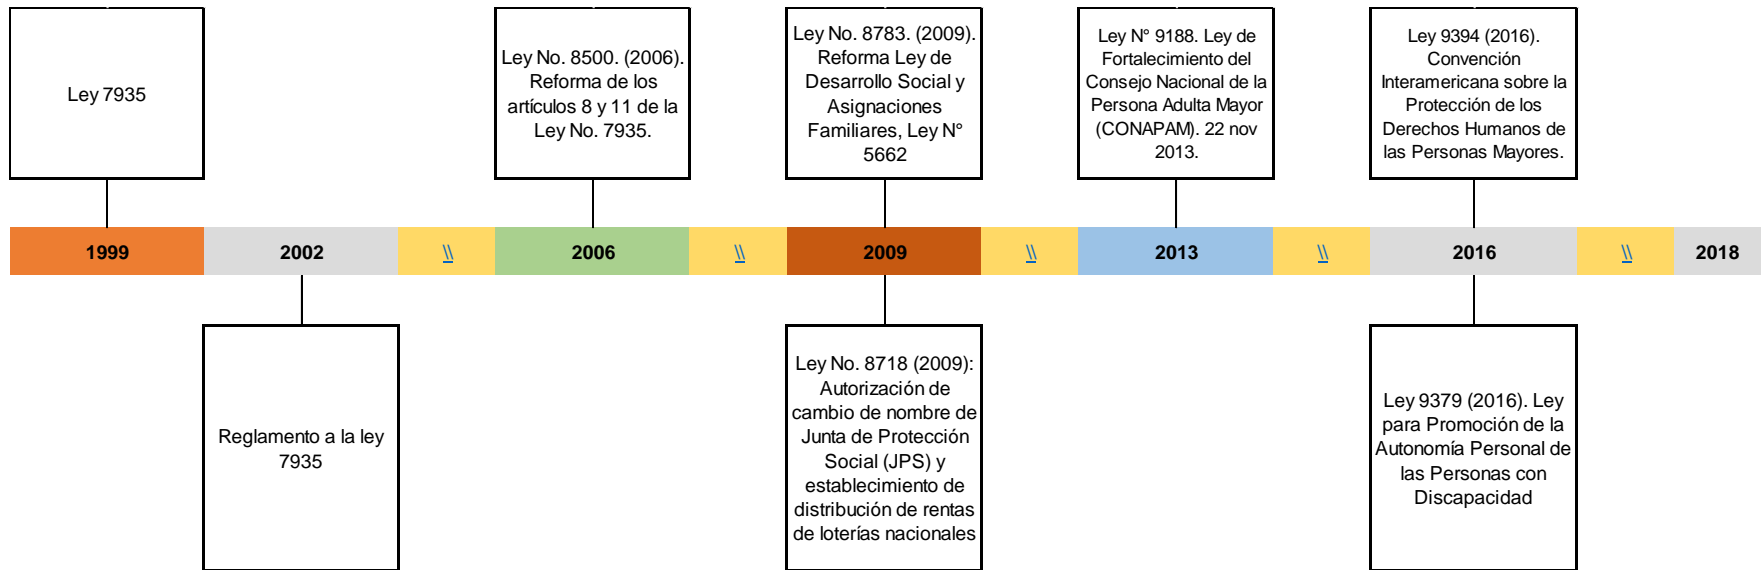 Ley 7935
Ley No. 8500. (2006).
Reforma de los
artículos 8 y 11 de la
Ley No. 7935.
Ley No. 8783. (2009).
Reforma Ley de
Desarrollo Social y
Asignaciones
Familiares, Ley N°
5662
Ley N° 9188. Ley de
Fortalecimiento del
Consejo Nacional de la
Persona Adulta Mayor
(CONAPAM). 22 nov
2013.
Ley 9394 (2016).
Convención
Interamericana sobre la
Protección de los
Derechos Humanos de
las Personas Mayores.
1999 2002 \\ 2006 \\ 2009 \\ 2013 \\ 2016 \\ 2018
Reglamento a la ley
7935
Ley No. 8718 (2009):
Autorización de
cambio de nombre de
Junta de Protección
Social (JPS) y
establecimiento de
distribución de rentas
de loterías nacionales
Ley 9379 (2016). Ley
para Promoción de la
Autonomía Personal de
las Personas con
Discapacidad